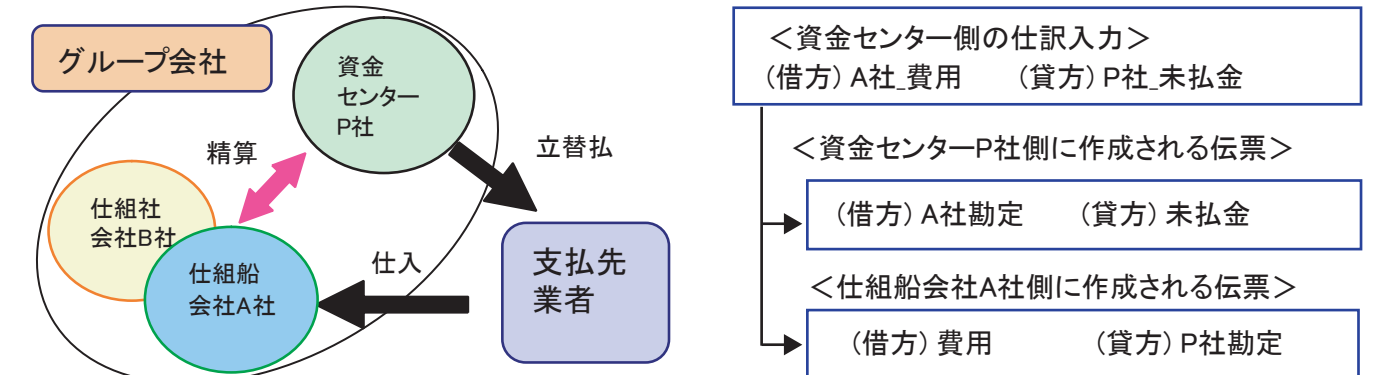 グループ会社
資金
センター
P社
精算
立替払
仕組社
会社B社
仕組船
会社A社
仕入
支払先
業者
＜資金センター側の仕訳入力＞
(借方) A社_費用 (貸方) P社_未払金
＜資金センターP社側に作成される伝票＞
(借方) A社勘定 (貸方) 未払金
＜仕組船会社A社側に作成される伝票＞
(借方) 費用 (貸方) P社勘定